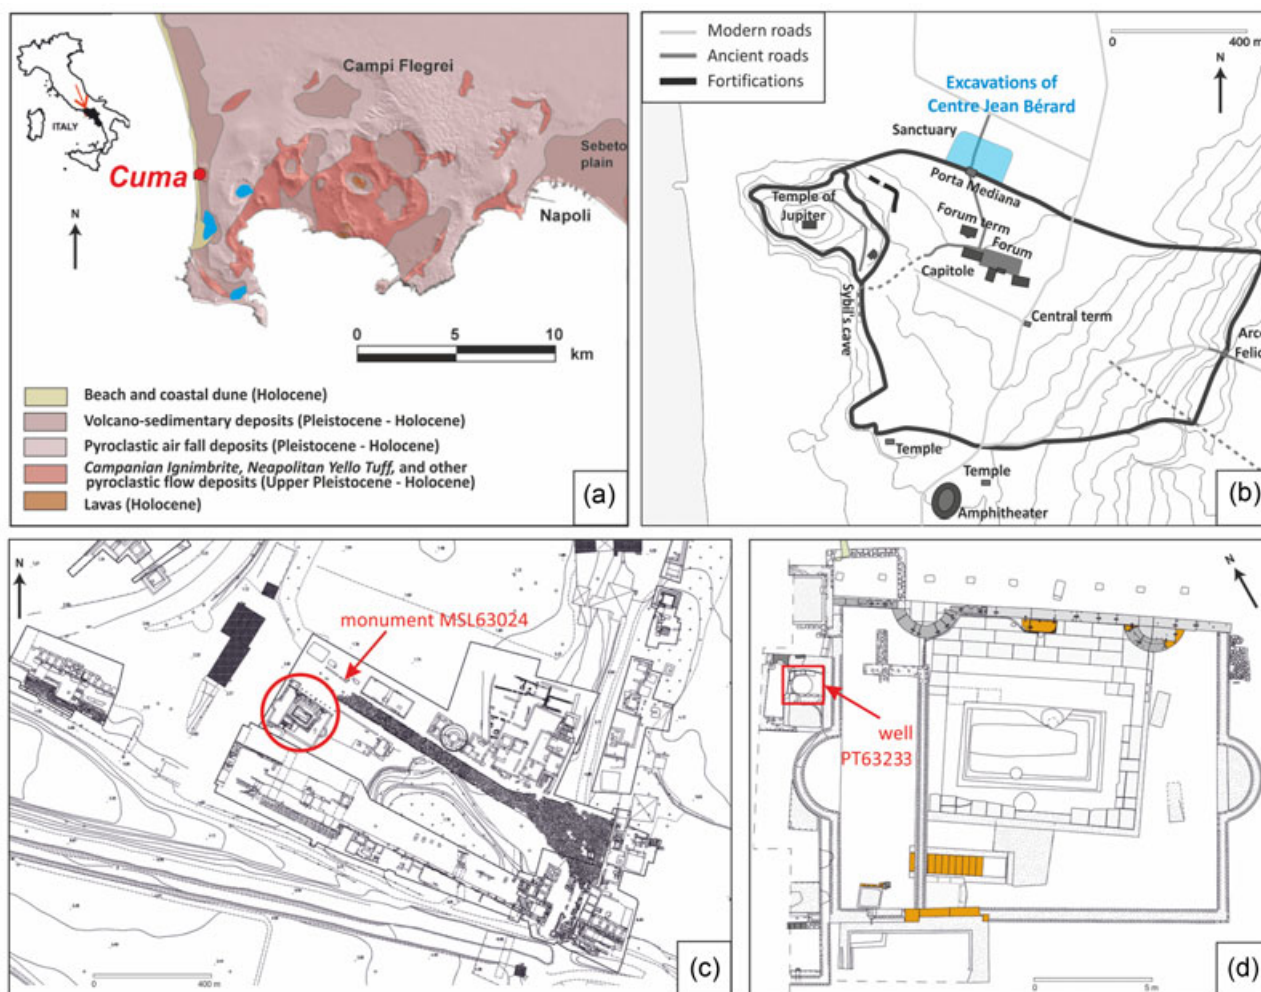 Campi Flegrei
ITALY
Sebeto
plain
Cuma
N
Napoli
0
5
10
km
Beach and coastal dune (Holocene)
Volcano-sedimentary deposits (Pleistocene - Holocene)
Pyroclastic air fall deposits (Pleistocene - Holocene)
Campanian Ignimbrite, Neapolitan Yello Tuff, and other
pyroclastic flow deposits (Upper Pleistocene - Holocene)
Lavas (Holocene)
(a)
Modern roads
Ancient roads
Fortifications
0
400 m
N
Excavations of
Centre Jean Bérard
Sanctuary
Porta Mediana
Temple of
Jupiter
Forum term
Forum
Capitole
Sybil's cave
Central term
Arco
Felic
Temple
Temple
Amphitheater
(b)
N
monument MSL63024
0
400 m
(c)
N
well
PT63233
0
5 m
(d)